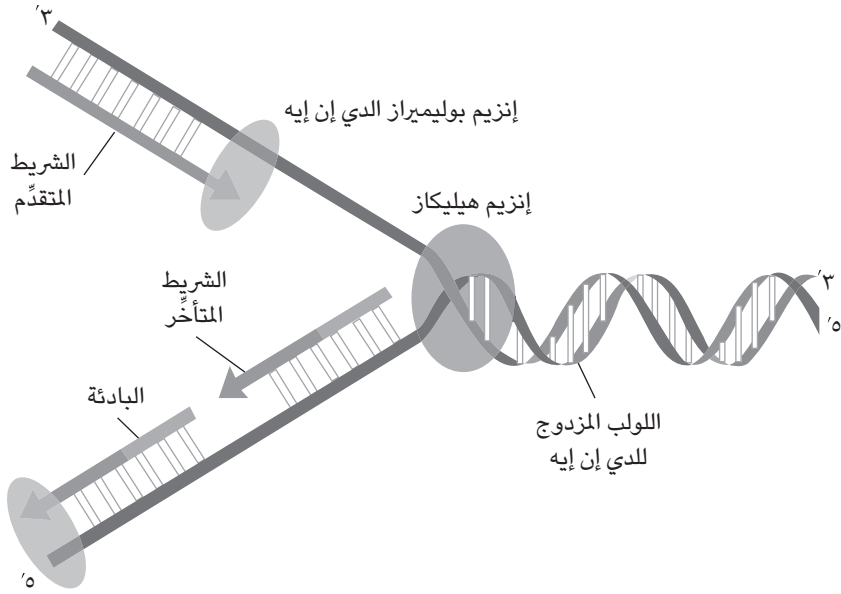 ٣′
إنزيم بوليميراز الدي إن إيه
الشريط
المتقدِّم
إنزيم هيليكاز
الشريط
المتأخِّر
٣′
٥′
البادئة
اللولب المزدوج
للدي إن إيه
٥′